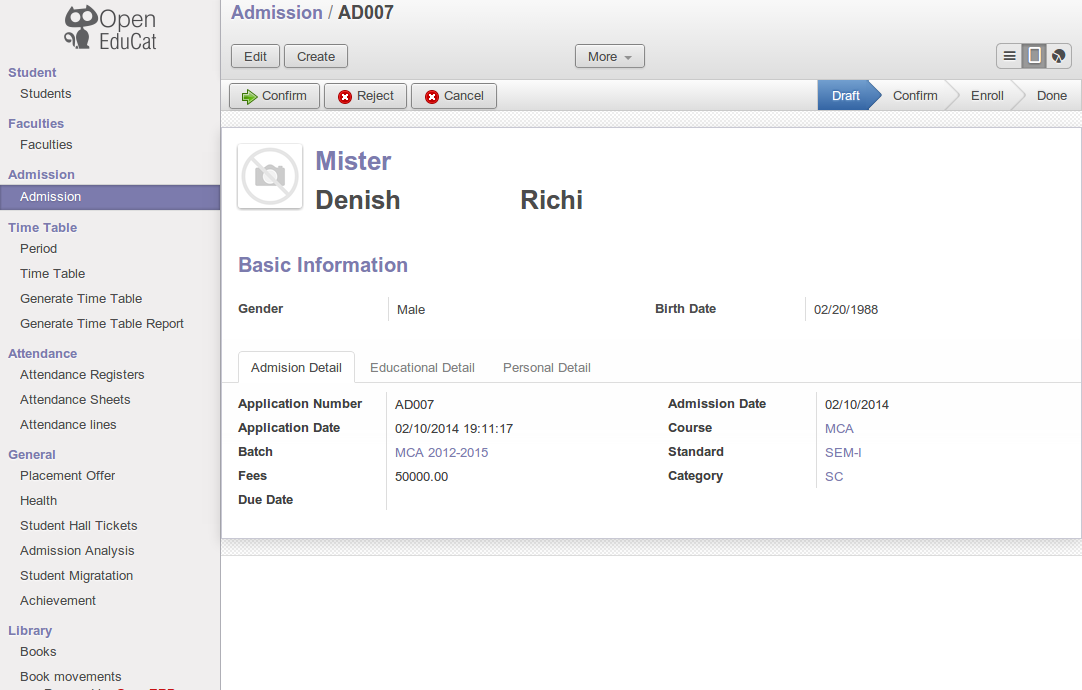 Open
EduCat
Student
Students
Faculties
Faculties
Admission
Admission
Time Table
Period
Time Table
Generate Time Table
Generate Time Table Report
Attendance
Attendance Registers
Attendance Sheets
Attendance lines
General
Placement Offer
Health
Student Hall Tickets
Admission Analysis
Student Migratation
Achievement
Library
Books
Book movements
Admission / AD007
Edit Create More
Confirm Reject Cancel Draft Confirm Enroll Done
Mister
Denish Richi
Basic Information
Gender Male Birth Date 02/20/1988
Admision Detail Educational Detail Personal Detail
Application Number AD007 Admission Date 02/10/2014
Application Date 02/10/2014 19:11:17 Course MCA
Batch MCA 2012-2015 Standard SEM-I
Fees 50000.00 Category SC
Due Date